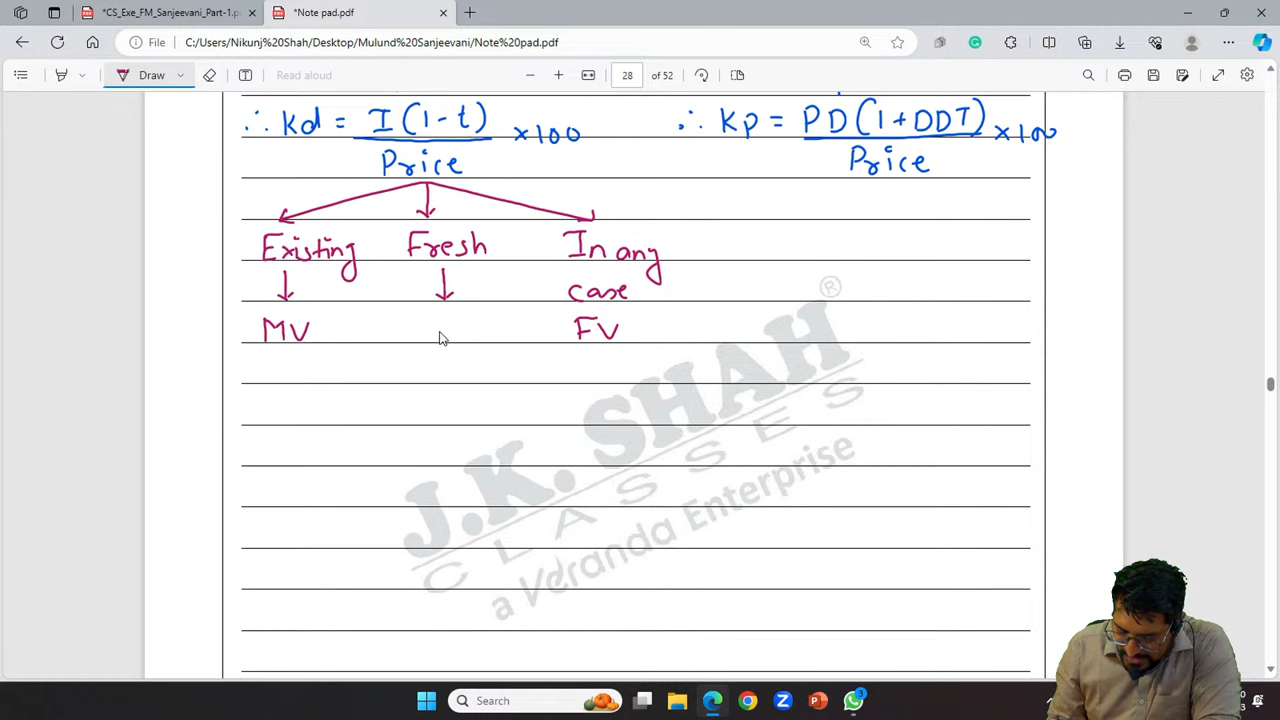 *CS_Exe_FM_Sanjeevani_Part-1.p
*Note pad.pdf
File
C:/Users/Nikunj%20Shah/Desktop/Mulund%20Sanjeevani/Note%20pad.pdf
Draw
Read aloud
28 of 52
∴ Kd = I(1-t) / Price ×100
∴ Kp = PD(1+DDT) / Price ×100
Existing Fresh In any case
MV FV
J.K. SHAH ®
CLASSES
a Veranda Enterprise
Search
3